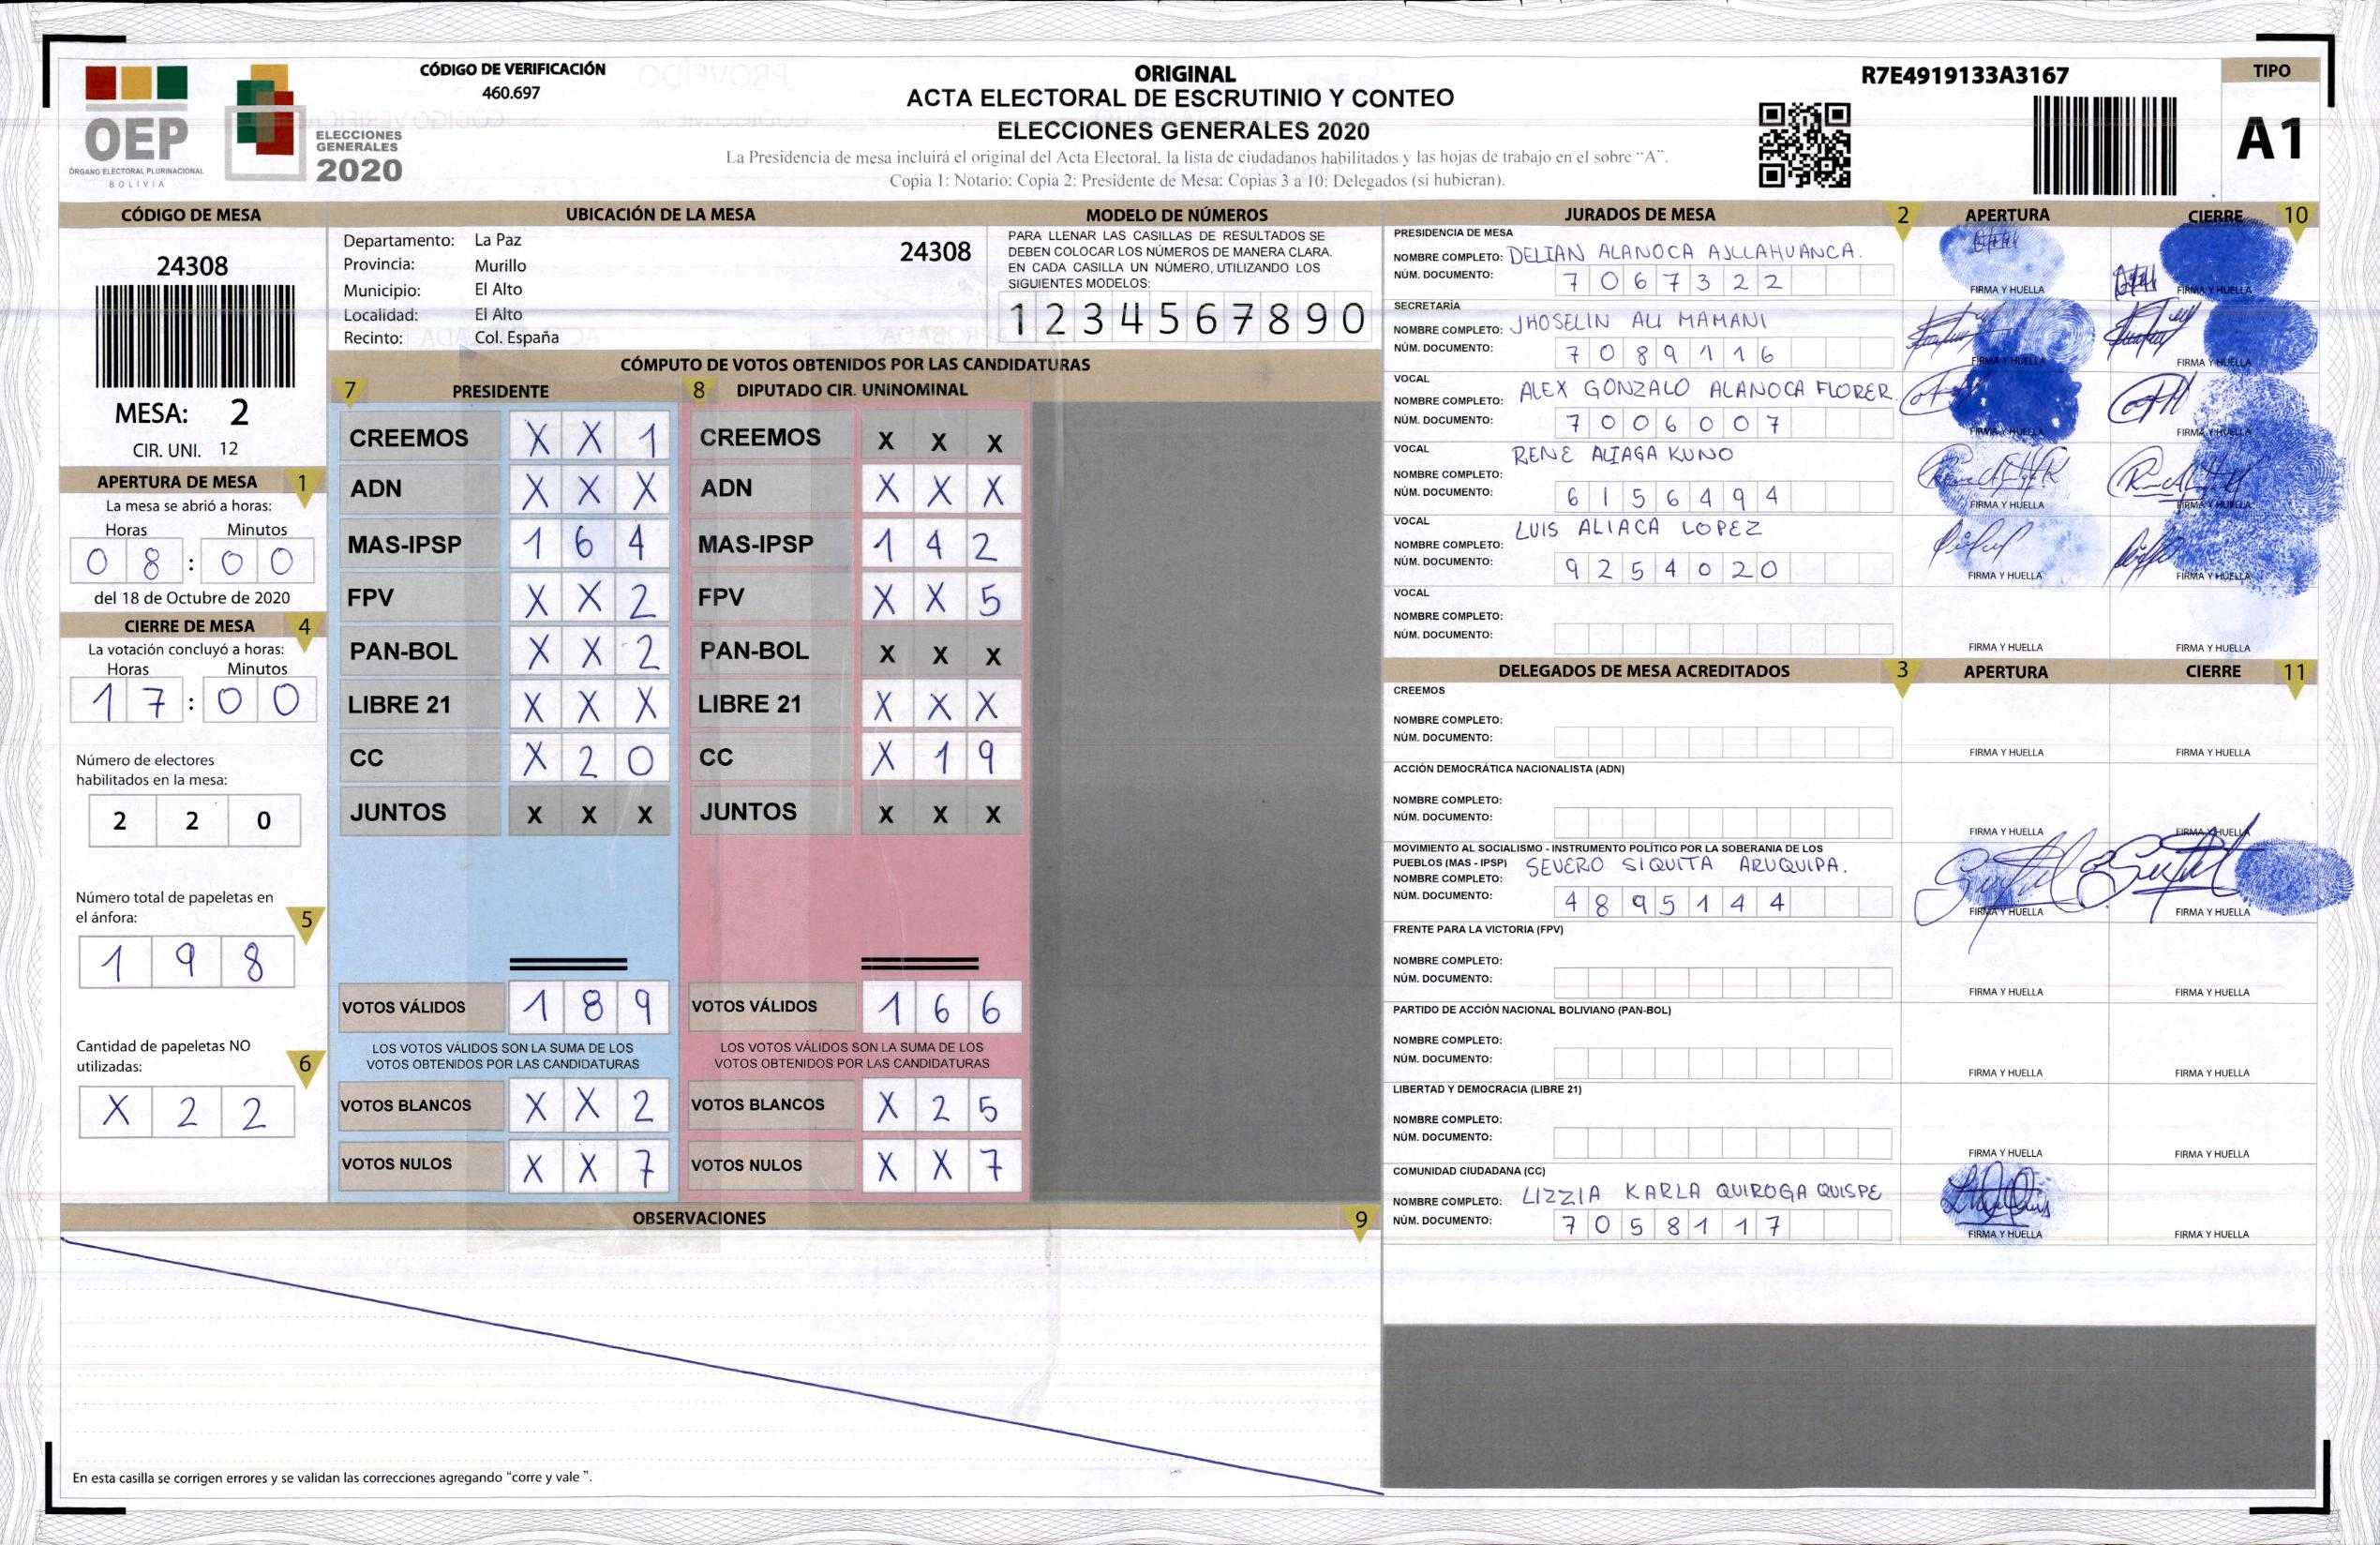 OEP
ÓRGANO ELECTORAL PLURINACIONAL
BOLIVIA
ELECCIONES
GENERALES
2020
CÓDIGO DE VERIFICACIÓN
460.697
ORIGINAL
ACTA ELECTORAL DE ESCRUTINIO Y CONTEO
ELECCIONES GENERALES 2020
La Presidencia de mesa incluirá el original del Acta Electoral, la lista de ciudadanos habilitados y las hojas de trabajo en el sobre "A".
Copia 1: Notario: Copia 2: Presidente de Mesa: Copias 3 a 10: Delegados (si hubieran).
R7E4919133A3167
TIPO
A1
CÓDIGO DE MESA
24308
MESA: 2
CIR. UNI. 12
APERTURA DE MESA 1
La mesa se abrió a horas:
Horas Minutos
0 8 : 0 0
del 18 de Octubre de 2020
CIERRE DE MESA 4
La votación concluyó a horas:
Horas Minutos
1 7 : 0 0
Número de electores
habilitados en la mesa:
2 2 0
Número total de papeletas en
el ánfora: 5
1 9 8
Cantidad de papeletas NO
utilizadas: 6
X 2 2
UBICACIÓN DE LA MESA
Departamento: La Paz 24308
Provincia: Murillo
Municipio: El Alto
Localidad: El Alto
Recinto: Col. España
MODELO DE NÚMEROS
PARA LLENAR LAS CASILLAS DE RESULTADOS SE
DEBEN COLOCAR LOS NÚMEROS DE MANERA CLARA.
EN CADA CASILLA UN NÚMERO, UTILIZANDO LOS
SIGUIENTES MODELOS:
1 2 3 4 5 6 7 8 9 0
CÓMPUTO DE VOTOS OBTENIDOS POR LAS CANDIDATURAS
7 PRESIDENTE 8 DIPUTADO CIR. UNINOMINAL
CREEMOS X X 1 CREEMOS X X X
ADN X X X ADN X X X
MAS-IPSP 1 6 4 MAS-IPSP 1 4 2
FPV X X 2 FPV X X 5
PAN-BOL X X 2 PAN-BOL X X X
LIBRE 21 X X X LIBRE 21 X X X
CC X 2 0 CC X 1 9
JUNTOS X X X JUNTOS X X X
VOTOS VÁLIDOS 1 8 9 VOTOS VÁLIDOS 1 6 6
LOS VOTOS VÁLIDOS SON LA SUMA DE LOS LOS VOTOS VÁLIDOS SON LA SUMA DE LOS
VOTOS OBTENIDOS POR LAS CANDIDATURAS VOTOS OBTENIDOS POR LAS CANDIDATURAS
VOTOS BLANCOS X X 2 VOTOS BLANCOS X 2 5
VOTOS NULOS X X 7 VOTOS NULOS X X 7
OBSERVACIONES 9
En esta casilla se corrigen errores y se validan las correcciones agregando "corre y vale ".
JURADOS DE MESA 2 APERTURA CIERRE 10
PRESIDENCIA DE MESA
NOMBRE COMPLETO: DELIAN ALANOCA AJLLAHUANCA.
NÚM. DOCUMENTO: 7 0 6 7 3 2 2
FIRMA Y HUELLA FIRMA Y HUELLA
SECRETARÍA
NOMBRE COMPLETO: JHOSELIN ALI MAMANI
NÚM. DOCUMENTO: 7 0 8 9 1 1 6
FIRMA Y HUELLA FIRMA Y HUELLA
VOCAL
NOMBRE COMPLETO: ALEX GONZALO ALANOCA FLORER.
NÚM. DOCUMENTO: 7 0 0 6 0 0 7
FIRMA Y HUELLA FIRMA Y HUELLA
VOCAL
NOMBRE COMPLETO: RENE ALIAGA KUNO
NÚM. DOCUMENTO: 6 1 5 6 4 9 4
FIRMA Y HUELLA FIRMA Y HUELLA
VOCAL
NOMBRE COMPLETO: LUIS ALIACA LOPEZ
NÚM. DOCUMENTO: 9 2 5 4 0 2 0
FIRMA Y HUELLA FIRMA Y HUELLA
VOCAL
NOMBRE COMPLETO:
NÚM. DOCUMENTO:
FIRMA Y HUELLA FIRMA Y HUELLA
DELEGADOS DE MESA ACREDITADOS 3 APERTURA CIERRE 11
CREEMOS
NOMBRE COMPLETO:
NÚM. DOCUMENTO:
FIRMA Y HUELLA FIRMA Y HUELLA
ACCIÓN DEMOCRÁTICA NACIONALISTA (ADN)
NOMBRE COMPLETO:
NÚM. DOCUMENTO:
FIRMA Y HUELLA FIRMA Y HUELLA
MOVIMIENTO AL SOCIALISMO - INSTRUMENTO POLÍTICO POR LA SOBERANIA DE LOS
PUEBLOS (MAS - IPSP)
NOMBRE COMPLETO: SEVERO SIQUITA ARUQUIPA.
NÚM. DOCUMENTO: 4 8 9 5 1 4 4
FIRMA Y HUELLA FIRMA Y HUELLA
FRENTE PARA LA VICTORIA (FPV)
NOMBRE COMPLETO:
NÚM. DOCUMENTO:
FIRMA Y HUELLA FIRMA Y HUELLA
PARTIDO DE ACCIÓN NACIONAL BOLIVIANO (PAN-BOL)
NOMBRE COMPLETO:
NÚM. DOCUMENTO:
FIRMA Y HUELLA FIRMA Y HUELLA
LIBERTAD Y DEMOCRACIA (LIBRE 21)
NOMBRE COMPLETO:
NÚM. DOCUMENTO:
FIRMA Y HUELLA FIRMA Y HUELLA
COMUNIDAD CIUDADANA (CC)
NOMBRE COMPLETO: LIZZIA KARLA QUIROGA QUISPE
NÚM. DOCUMENTO: 7 0 5 8 1 1 7
FIRMA Y HUELLA FIRMA Y HUELLA